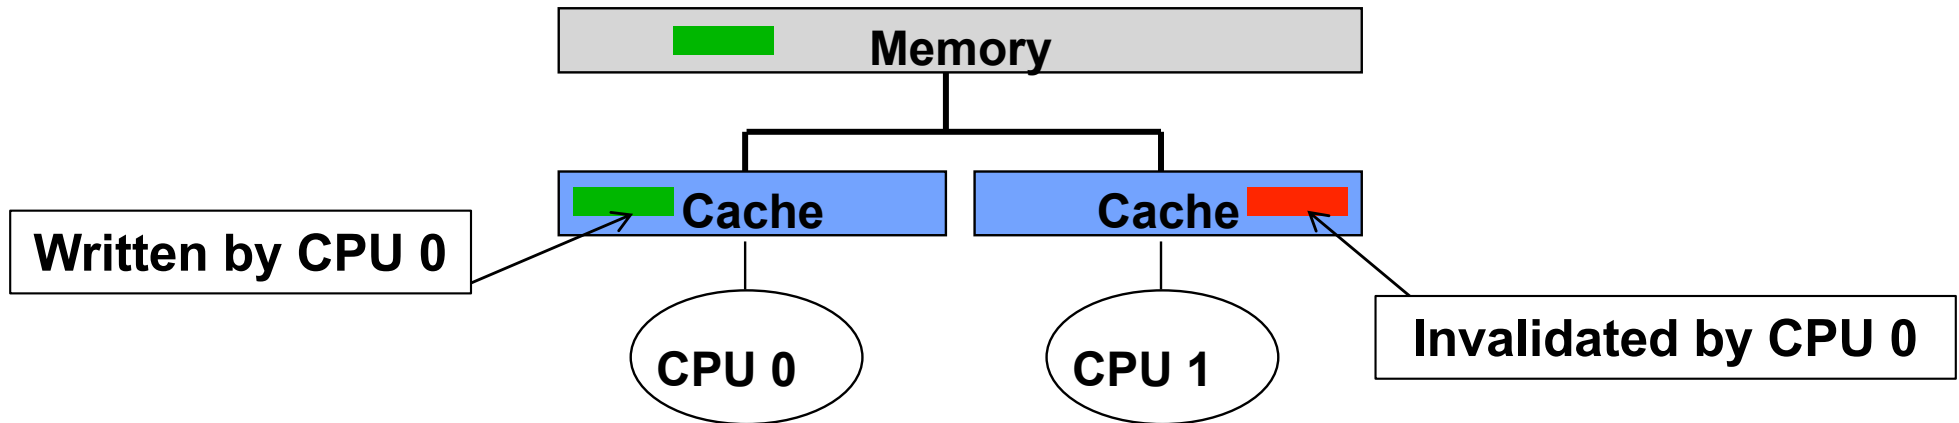 Memory
Cache
Cache
Written by CPU 0
Invalidated by CPU 0
CPU 0
CPU 1